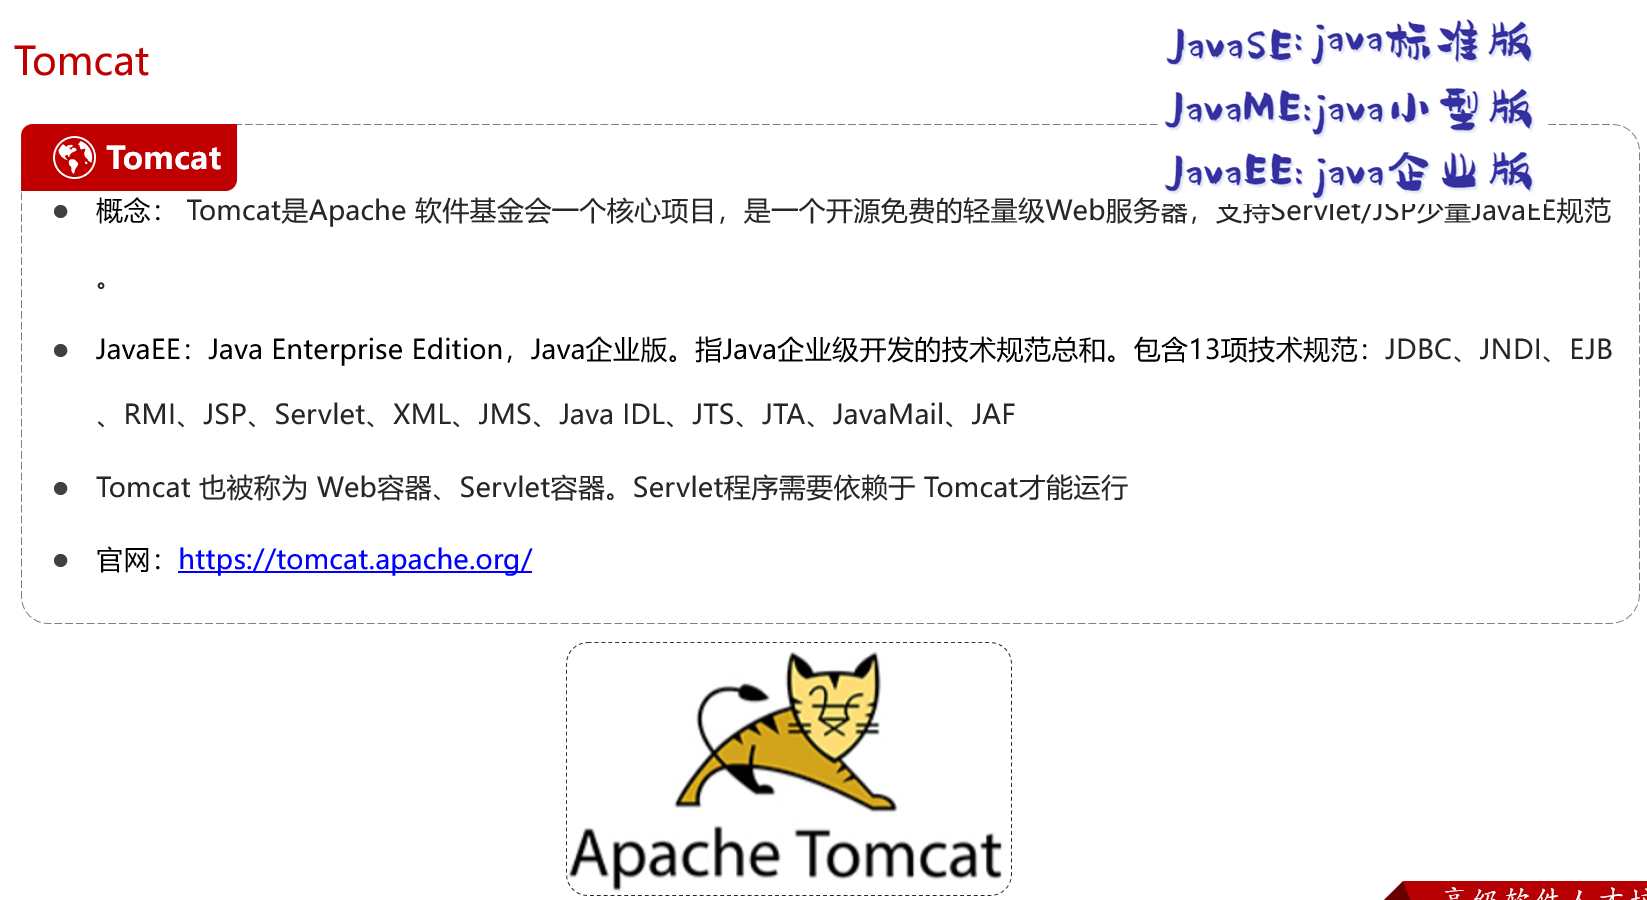 Tomcat
JavaSE: java标准版
JavaME:java小型版
JavaEE: java企业版
Tomcat
概念： Tomcat是Apache 软件基金会一个核心项目，是一个开源免费的轻量级Web服务器，支持Servlet/JSP少量JavaEE规范
。
JavaEE：Java Enterprise Edition，Java企业版。指Java企业级开发的技术规范总和。包含13项技术规范：JDBC、JNDI、EJB
、RMI、JSP、Servlet、XML、JMS、Java IDL、JTS、JTA、JavaMail、JAF
Tomcat 也被称为 Web容器、Servlet容器。Servlet程序需要依赖于 Tomcat才能运行
官网：https://tomcat.apache.org/
Apache Tomcat
高级软件人才培